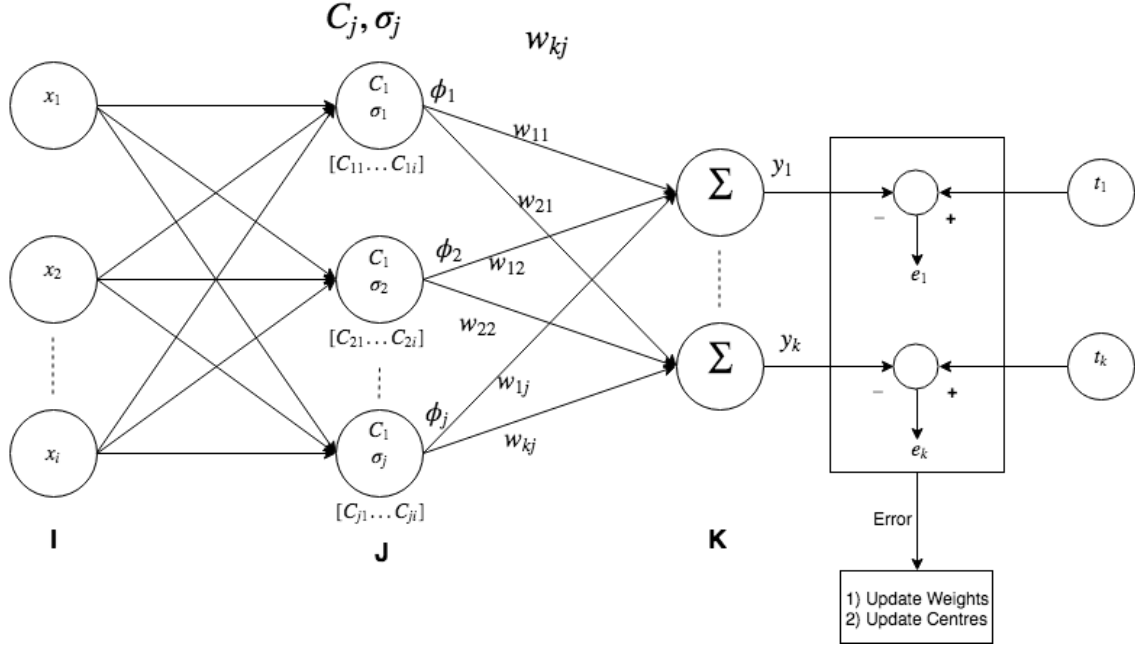 C_j, σ_j
w_kj
x_1
C_1
σ_1
[C_11...C_1i]
ϕ_1
w_11
w_21
Σ
y_1
− +
e_1
t_1
x_2
C_1
σ_2
[C_21...C_2i]
ϕ_2
w_12
w_22
Σ
y_k
− +
e_k
t_k
x_i
C_1
σ_j
[C_j1...C_ji]
ϕ_j
w_1j
w_kj
I
J
K
Error
1) Update Weights
2) Update Centres